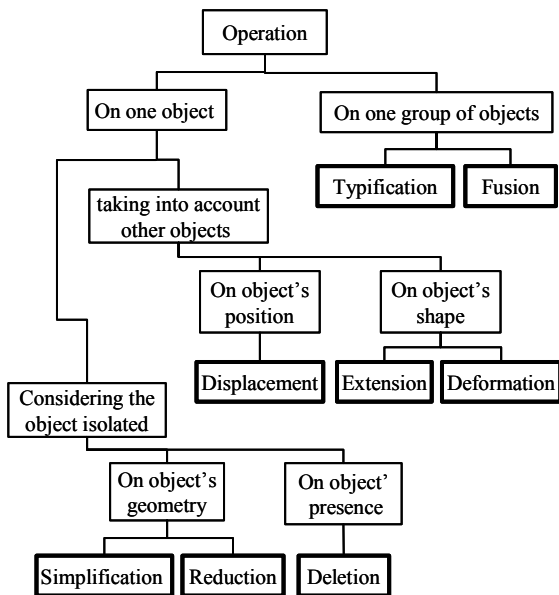 Operation
On one object
On one group of objects
Typification
Fusion
taking into account
other objects
On object's
position
On object's
shape
Displacement
Extension
Deformation
Considering the
object isolated
On object's
geometry
On object'
presence
Simplification
Reduction
Deletion